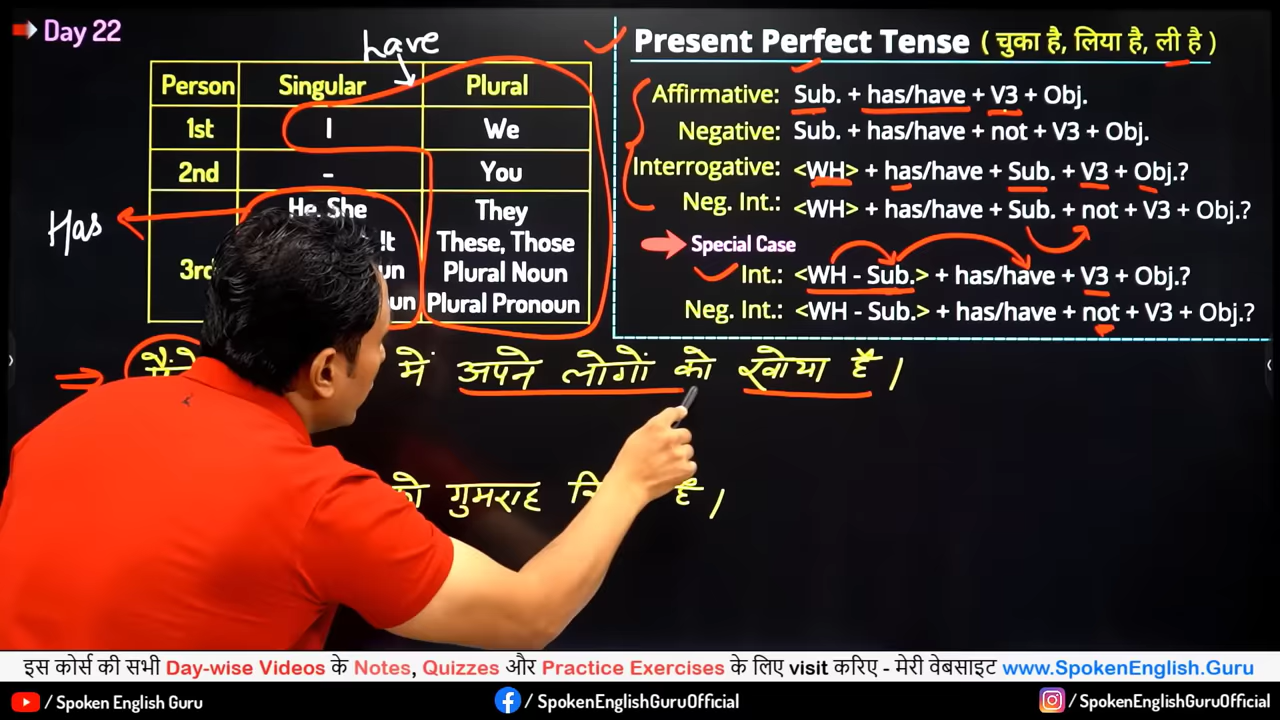 Day 22
have
Person Singular Plural
1st I We
2nd - You
3rd He, She They
These, Those
Plural Noun
Plural Pronoun
Has
Present Perfect Tense ( चुका है, लिया है, ली है )
Affirmative: Sub. + has/have + V3 + Obj.
Negative: Sub. + has/have + not + V3 + Obj.
Interrogative: <WH> + has/have + Sub. + V3 + Obj.?
Neg. Int.: <WH> + has/have + Sub. + not + V3 + Obj.?
Special Case
Int.: <WH - Sub.> + has/have + V3 + Obj.?
Neg. Int.: <WH - Sub.> + has/have + not + V3 + Obj.?
में अपने लोगों को खोया है।
को गुमराह है।
इस कोर्स की सभी Day-wise Videos के Notes, Quizzes और Practice Exercises के लिए visit करिए - मेरी वेबसाइट www.SpokenEnglish.Guru
/ Spoken English Guru
/ SpokenEnglishGuruOfficial
/ SpokenEnglishGuruOfficial